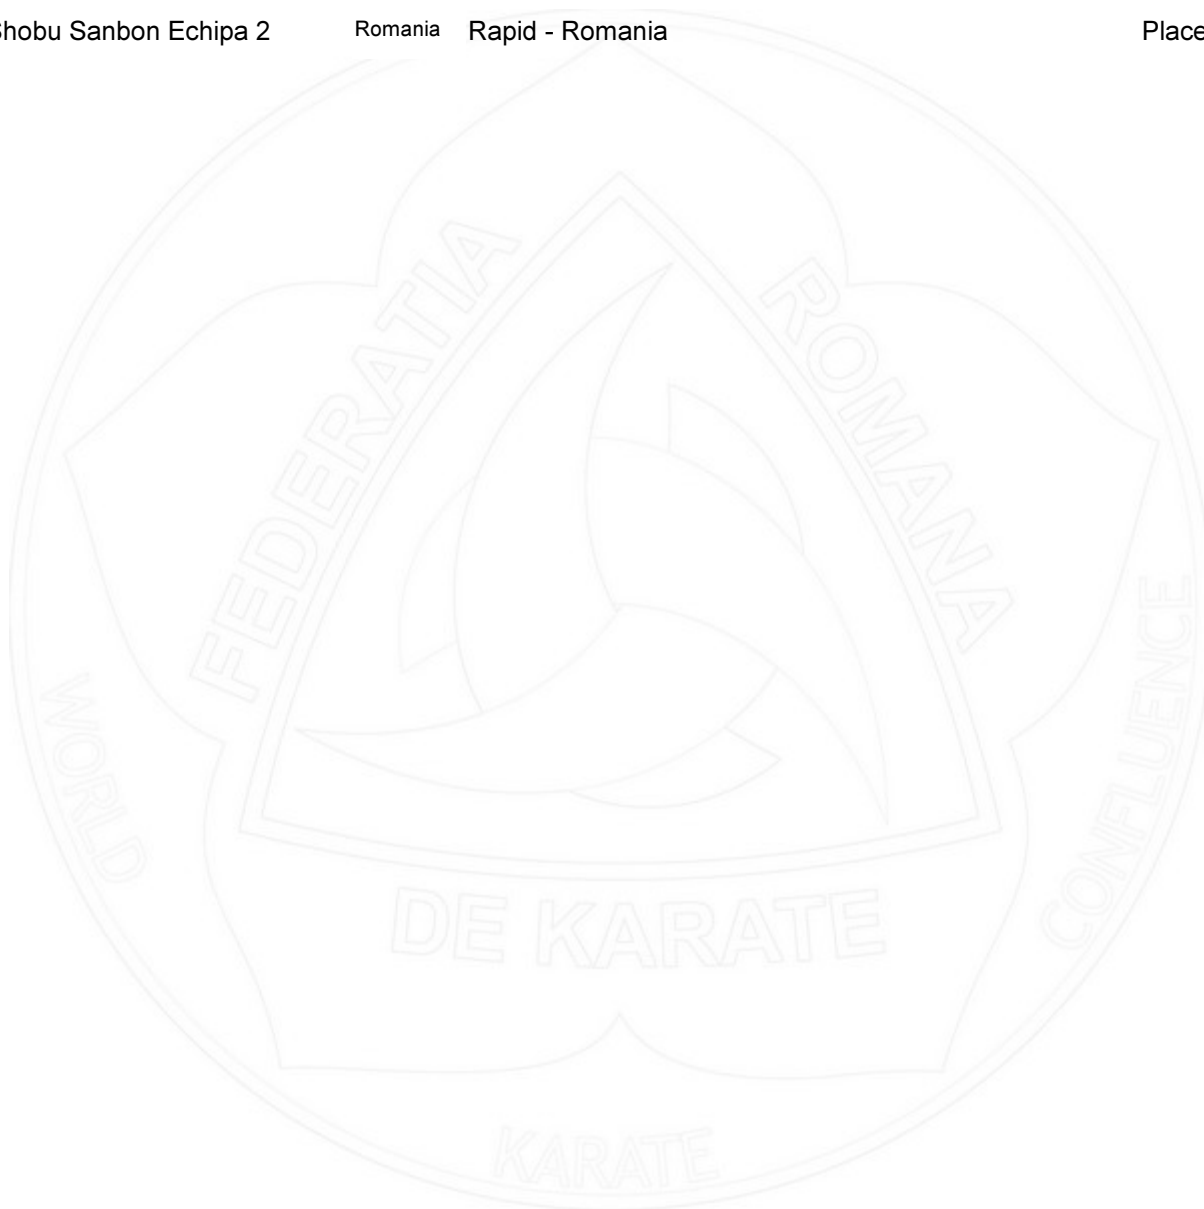 Shobu Sanbon Echipa 2 Romania Rapid - Romania Place
FEDERATIA
ROMANA
DE KARATE
WORLD
KARATE
CONFLUENCE